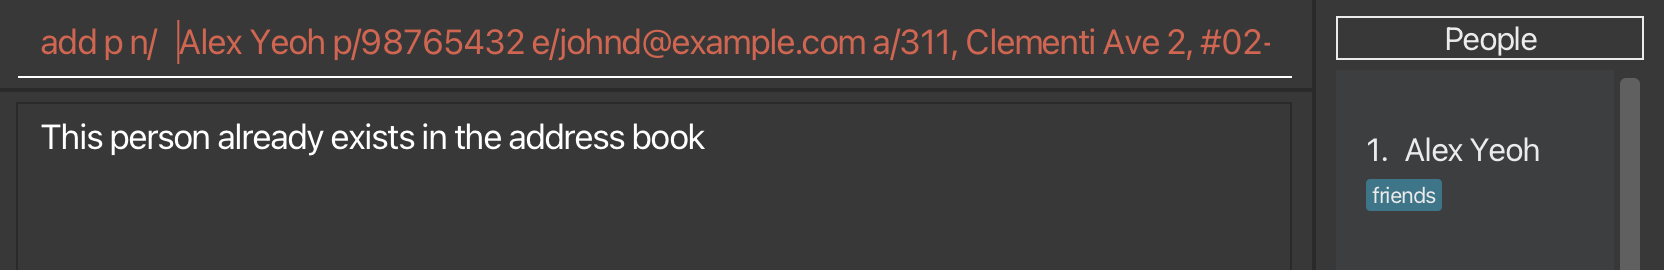 add p n/  Alex Yeoh p/98765432 e/johnd@example.com a/311, Clementi Ave 2, #02-
This person already exists in the address book
People
1. Alex Yeoh
friends